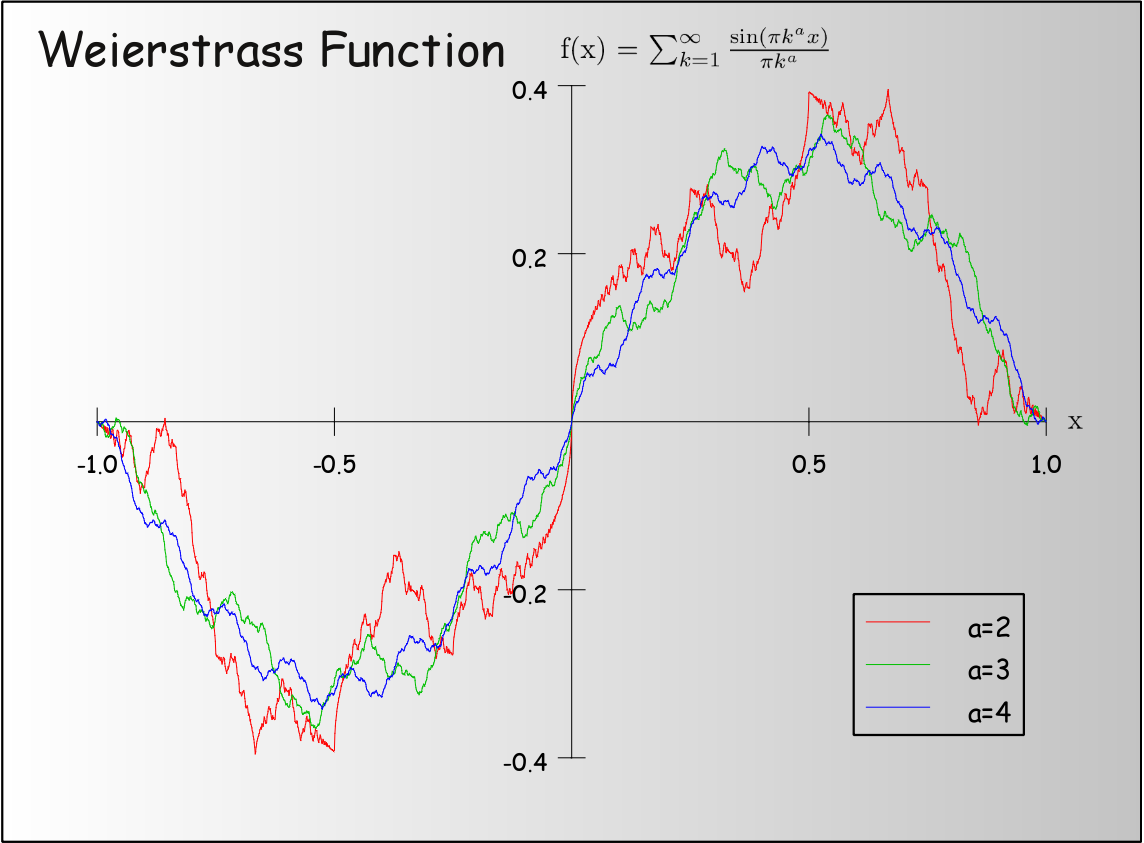 Weierstrass Function
f(x) = ∑_{k=1}^{∞} \frac{sin(πk^a x)}{πk^a}
0.4
0.2
x
-1.0 -0.5 0.5 1.0
-0.2
a=2
a=3
a=4
-0.4